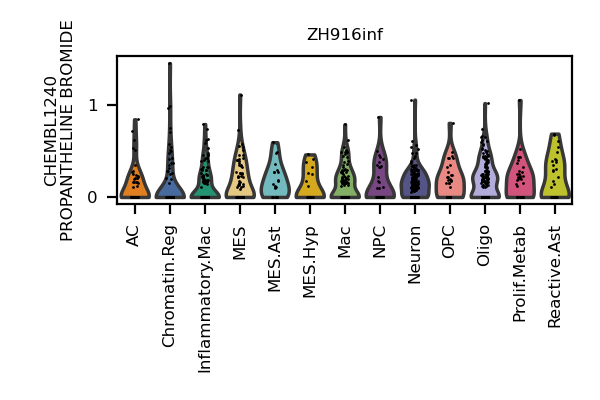 ZH916inf
CHEMBL1240
PROPANTHELINE BROMIDE
1
0
AC
Chromatin.Reg
Inflammatory.Mac
MES
MES.Ast
MES.Hyp
Mac
NPC
Neuron
OPC
Oligo
Prolif.Metab
Reactive.Ast